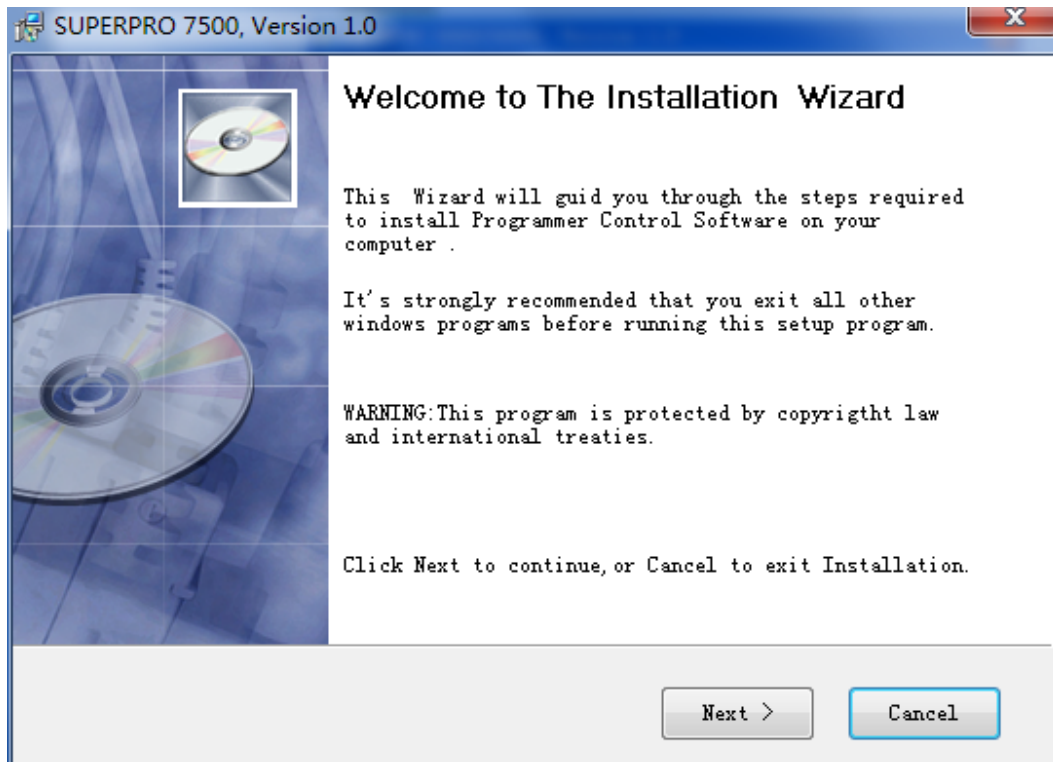 SUPERPRO 7500, Version 1.0
Welcome to The Installation  Wizard
This  Wizard will guid you through the steps required
to install Programmer Control Software on your
computer .
It's strongly recommended that you exit all other
windows programs before running this setup program.
WARNING:This program is protected by copyrigtht law
and international treaties.
Click Next to continue,or Cancel to exit Installation.
Next >
Cancel